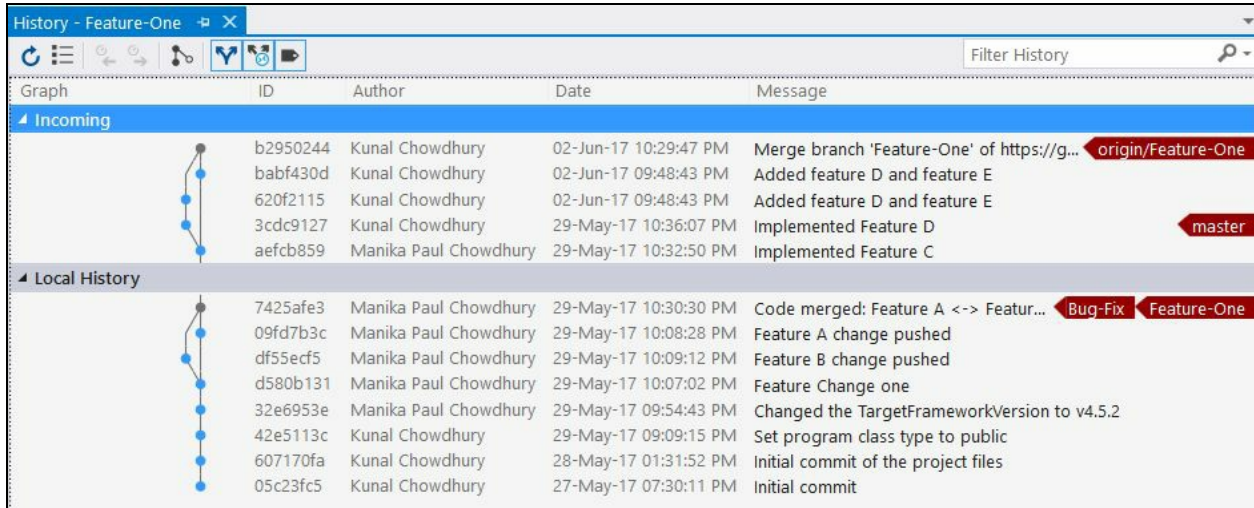 History - Feature-One
Filter History
Graph ID Author Date Message
Incoming
b2950244 Kunal Chowdhury 02-Jun-17 10:29:47 PM Merge branch 'Feature-One' of https://g... origin/Feature-One
babf430d Kunal Chowdhury 02-Jun-17 09:48:43 PM Added feature D and feature E
620f2115 Kunal Chowdhury 02-Jun-17 09:48:43 PM Added feature D and feature E
3cdc9127 Kunal Chowdhury 29-May-17 10:36:07 PM Implemented Feature D master
aefcb859 Manika Paul Chowdhury 29-May-17 10:32:50 PM Implemented Feature C
Local History
7425afe3 Manika Paul Chowdhury 29-May-17 10:30:30 PM Code merged: Feature A <-> Featur... Bug-Fix Feature-One
09fd7b3c Manika Paul Chowdhury 29-May-17 10:08:28 PM Feature A change pushed
df55ecf5 Manika Paul Chowdhury 29-May-17 10:09:12 PM Feature B change pushed
d580b131 Manika Paul Chowdhury 29-May-17 10:07:02 PM Feature Change one
32e6953e Manika Paul Chowdhury 29-May-17 09:54:43 PM Changed the TargetFrameworkVersion to v4.5.2
42e5113c Kunal Chowdhury 29-May-17 09:09:15 PM Set program class type to public
607170fa Kunal Chowdhury 28-May-17 01:31:52 PM Initial commit of the project files
05c23fc5 Kunal Chowdhury 27-May-17 07:30:11 PM Initial commit